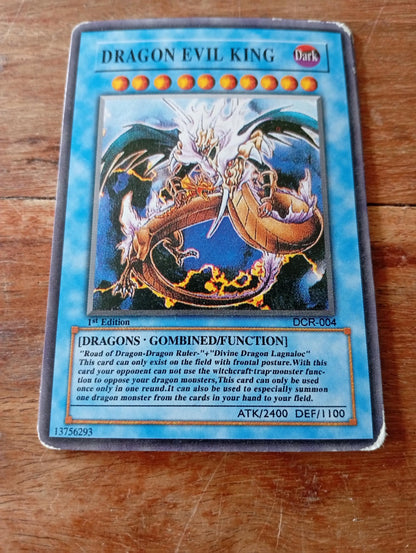 DRAGON EVIL KING
Dark
1st Edition
DCR-004
[DRAGONS · GOMBINED/FUNCTION]
"Road of Dragon-Dragon Ruler-"+"Divine Dragon Lagnaloc"
This card can only exist on the field with frontal posture.With this
card your opponent can not use the witchcraft·trap·monster func-
tion to oppose your dragon monsters,This card can only be used
once only in one round.It can also be used to especially summon
one dragon monster from the cards in your hand to your field.
ATK/2400 DEF/1100
13756293